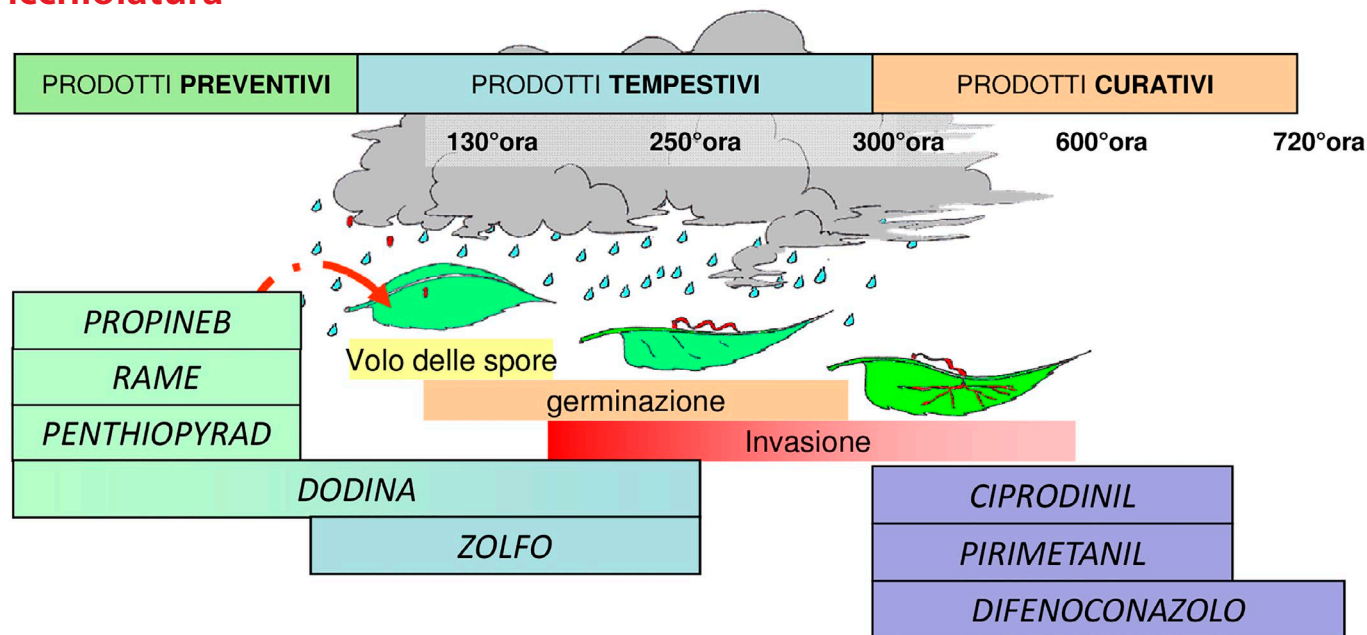 ticchiolatura
PRODOTTI PREVENTIVI
PRODOTTI TEMPESTIVI
PRODOTTI CURATIVI
130°ora
250°ora
300°ora
600°ora
720°ora
PROPINEB
RAME
PENTHIOPYRAD
Volo delle spore
germinazione
Invasione
DODINA
ZOLFO
CIPRODINIL
PIRIMETANIL
DIFENOCONAZOLO